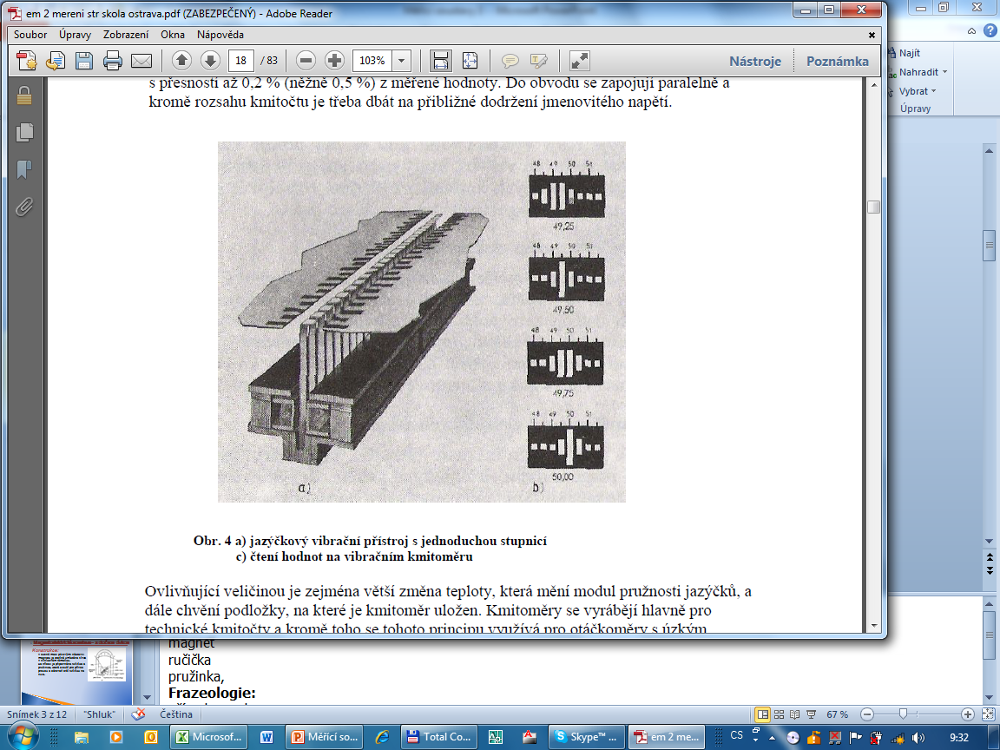 em 2 mereni str skola ostrava.pdf (ZABEZPEČENÝ) - Adobe Reader
Soubor Úpravy Zobrazení Okna Nápověda
18 / 83 103% Nástroje Poznámka
Najít
Nahradit
Vybrat
Úpravy
s přesností až 0,2 % (něžně 0,5 %) z měřené hodnoty. Do obvodu se zapojují paralelně a
kromě rozsahu kmitočtu je třeba dbát na přibližné dodržení jmenovitého napětí.
48 49 50 51
49,25
48 49 50 51
49,50
48 49 50 51
49,75
48 49 50 51
50,00
a) b)
Obr. 4 a) jazýčkový vibrační přístroj s jednoduchou stupnicí
c) čtení hodnot na vibračním kmitoměru
Ovlivňující veličinou je zejména větší změna teploty, která mění modul pružnosti jazýčků, a
dále chvění podložky, na které je kmitoměr uložen. Kmitoměry se vyrábějí hlavně pro
technické kmitočty a kromě toho se tohoto principu využívá pro otáčkoměry s úzkým
magnet
ručička
pružinka,
Frazeologie:
Snímek 3 z 12 "Shluk" Čeština 67 %
Microsof... Měřící so... Total Co... Skype™ ... em 2 me... CS 9:32